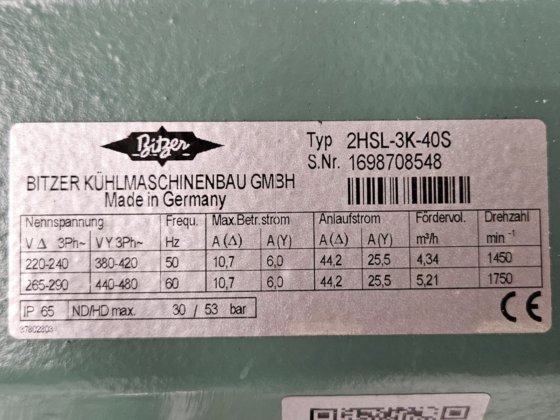 Bitzer
Typ 2HSL-3K-40S
S.Nr. 1698708548
BITZER KÜHLMASCHINENBAU GMBH
Made in Germany
Nennspannung Frequ. Max.Betr.strom Anlaufstrom Fördervol. Drehzahl
V Δ 3Ph~ V Y 3Ph~ Hz A (Δ) A (Y) A (Δ) A (Y) m³/h min -1
220-240 380-420 50 10,7 6,0 44,2 25,5 4,34 1450
265-290 440-480 60 10,7 6,0 44,2 25,5 5,21 1750
IP 65 ND/HD max. 30 / 53 bar CE
37802303